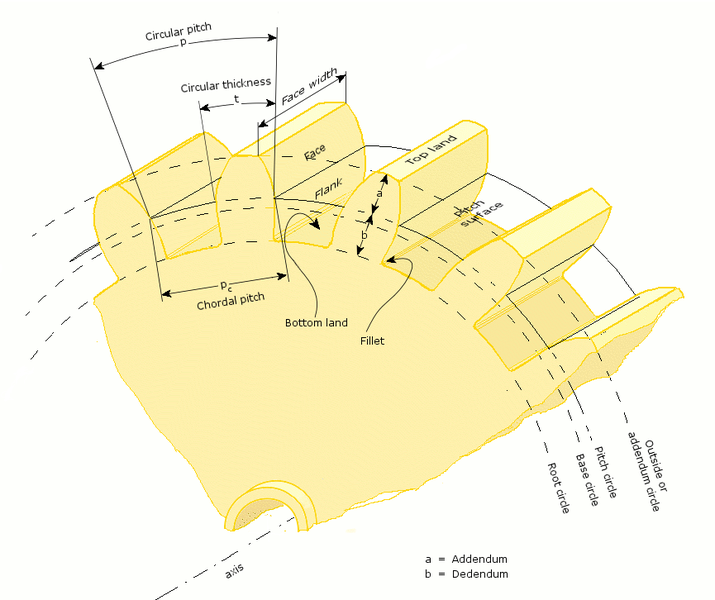 Circular pitch
p
Circular thickness
t
Face width
Face
Flank
Top land
a
b
Pitch
surface
pc
Chordal pitch
Bottom land
Fillet
Outside or
addendum circle
Pitch circle
Base circle
Root circle
axis
a = Addendum
b = Dedendum